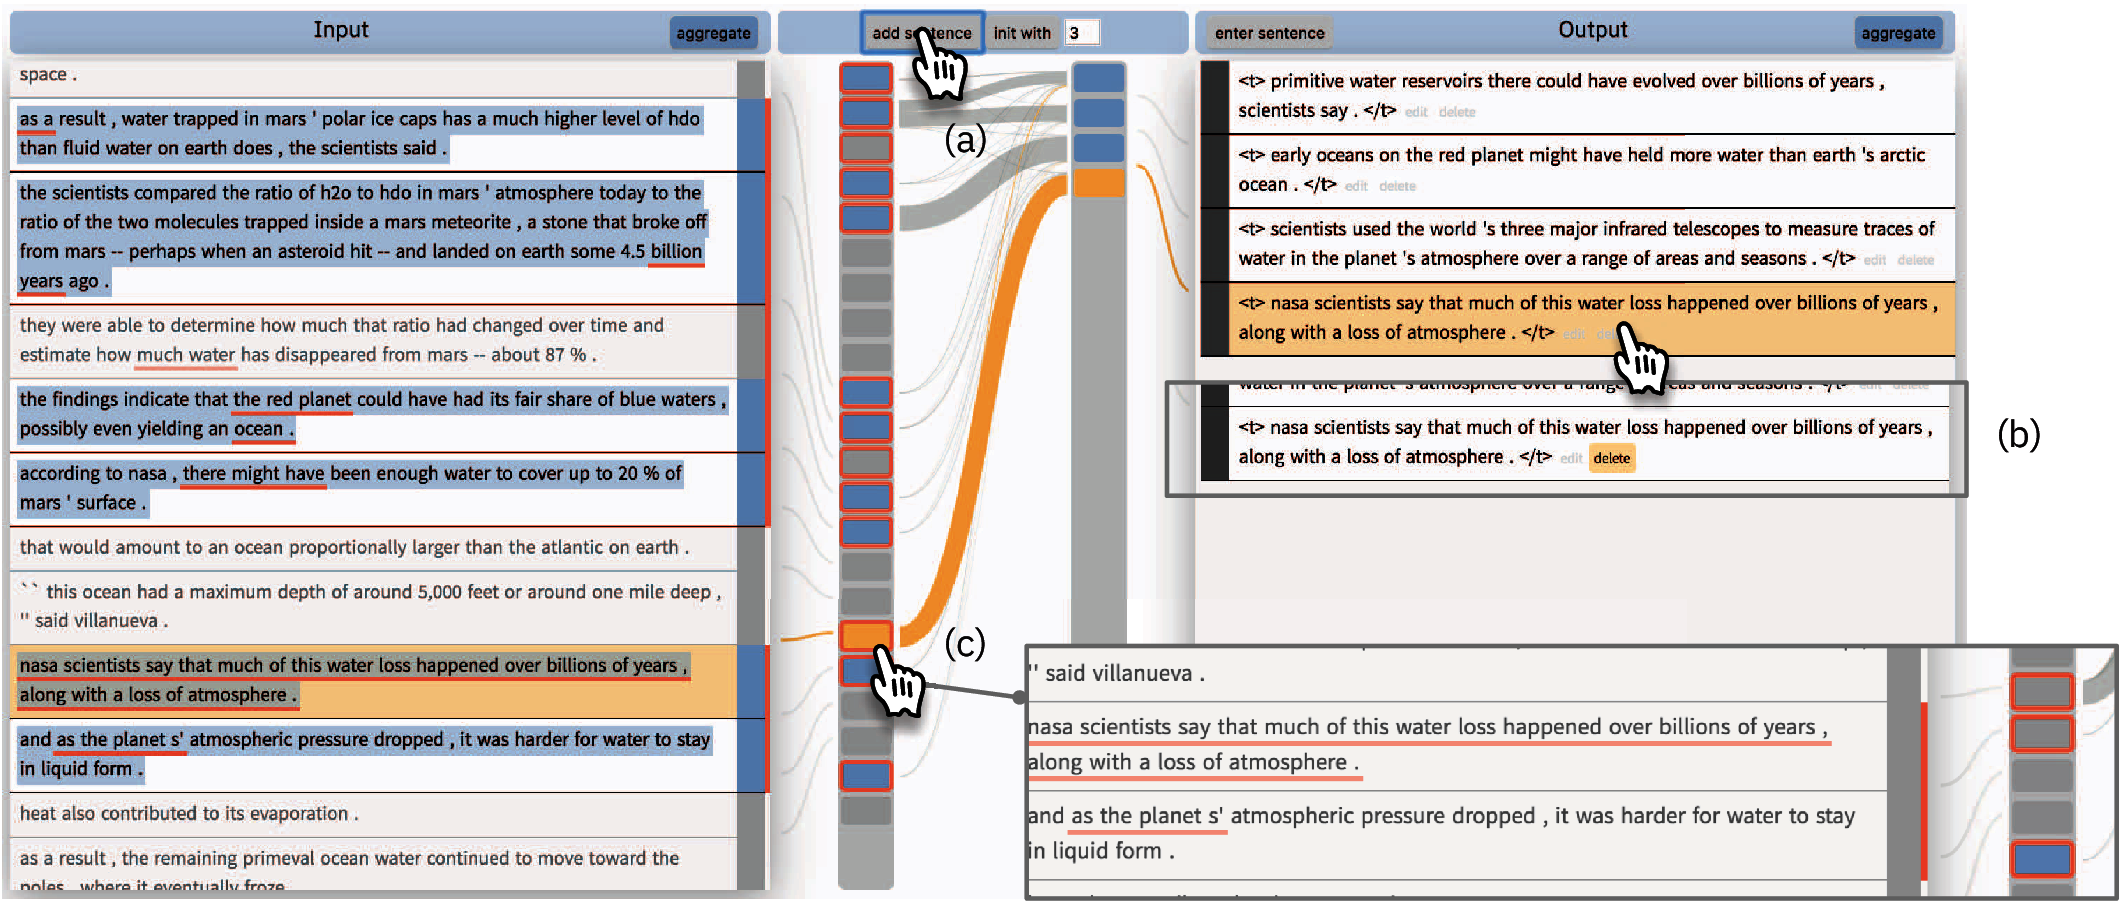 Input
aggregate
space .
as a result , water trapped in mars ' polar ice caps has a much higher level of hdo
than fluid water on earth does , the scientists said .
the scientists compared the ratio of h2o to hdo in mars ' atmosphere today to the
ratio of the two molecules trapped inside a mars meteorite , a stone that broke off
from mars -- perhaps when an asteroid hit -- and landed on earth some 4.5 billion
years ago .
they were able to determine how much that ratio had changed over time and
estimate how much water has disappeared from mars -- about 87 % .
the findings indicate that the red planet could have had its fair share of blue waters ,
possibly even yielding an ocean .
according to nasa , there might have been enough water to cover up to 20 % of
mars ' surface .
that would amount to an ocean proportionally larger than the atlantic on earth .
`` this ocean had a maximum depth of around 5,000 feet or around one mile deep ,
'' said villanueva .
nasa scientists say that much of this water loss happened over billions of years ,
along with a loss of atmosphere .
and as the planet s' atmospheric pressure dropped , it was harder for water to stay
in liquid form .
heat also contributed to its evaporation .
as a result , the remaining primeval ocean water continued to move toward the
poles , where it eventually froze
add sentence
init with
3
(a)
(c)
enter sentence
Output
aggregate
<t> primitive water reservoirs there could have evolved over billions of years ,
scientists say . </t> edit delete
<t> early oceans on the red planet might have held more water than earth 's arctic
ocean . </t> edit delete
<t> scientists used the world 's three major infrared telescopes to measure traces of
water in the planet 's atmosphere over a range of areas and seasons . </t> edit delete
<t> nasa scientists say that much of this water loss happened over billions of years ,
along with a loss of atmosphere . </t> edit
water in the planet 's atmosphere over a range of areas and seasons . </t> edit delete
<t> nasa scientists say that much of this water loss happened over billions of years ,
along with a loss of atmosphere . </t> edit delete
(b)
'' said villanueva .
nasa scientists say that much of this water loss happened over billions of years ,
along with a loss of atmosphere .
and as the planet s' atmospheric pressure dropped , it was harder for water to stay
in liquid form .